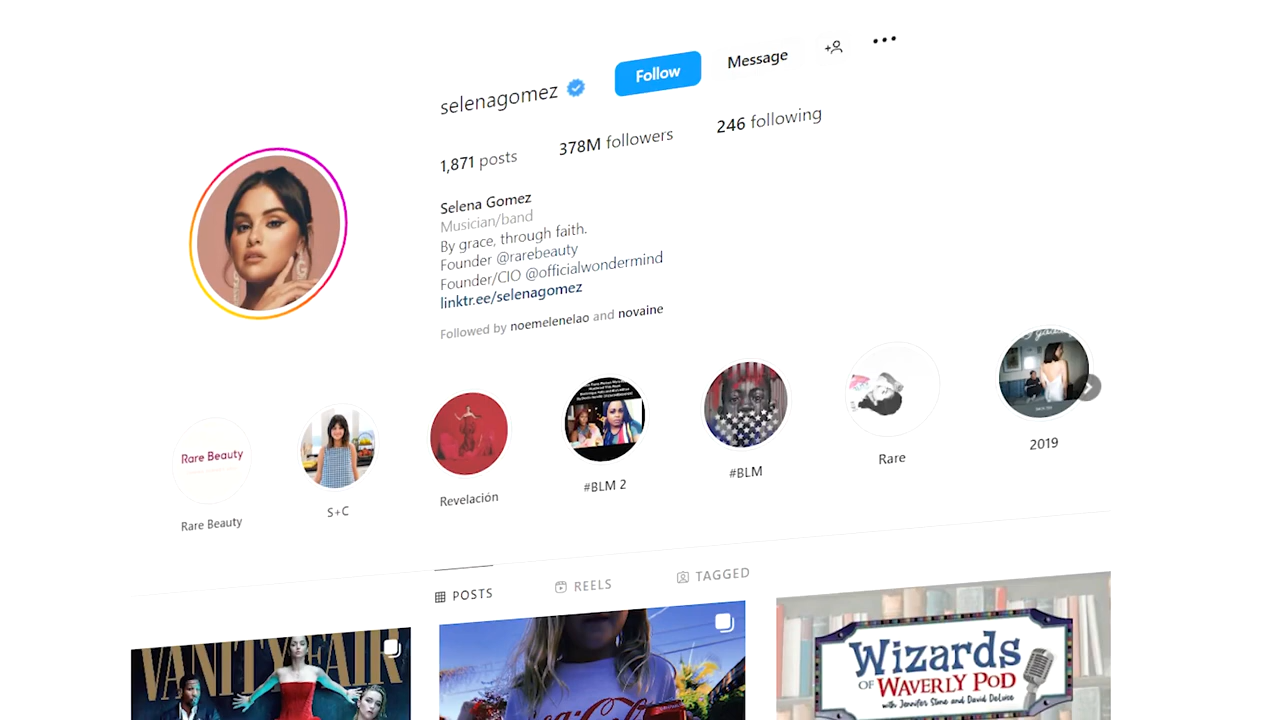 selenagomez
Follow
Message
1,871 posts
378M followers
246 following
Selena Gomez
Musician/band
By grace, through faith.
Founder @rarebeauty
Founder/CIO @officialwondermind
linktr.ee/selenagomez
Followed by noemelenelao and novaine
Rare Beauty
Rare Beauty
S+C
Revelación
#BLM 2
#BLM
Rare
2019
POSTS
REELS
TAGGED
VANITY FAIR
Wizards
OF WAVERLY POD
with Jennifer Stone and David DeLuise